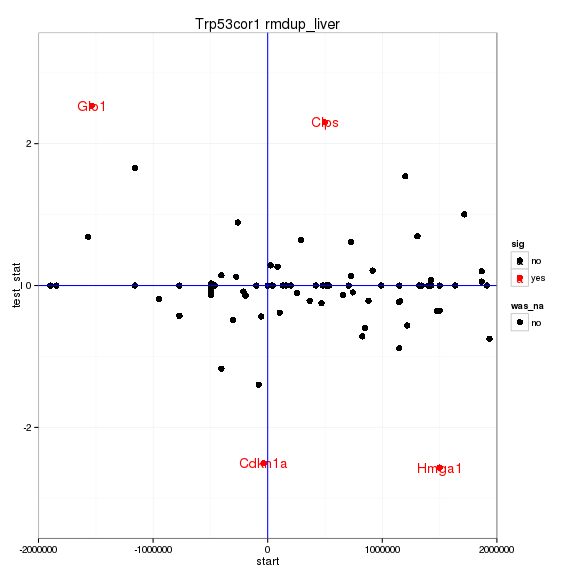 Trp53cor1 rmdup_liver
Glo1
Clps
2
sig
no
yes
0
test_stat
was_na
no
-2
Cdkn1a
Hmga1
-2000000 -1000000 0 1000000 2000000
start